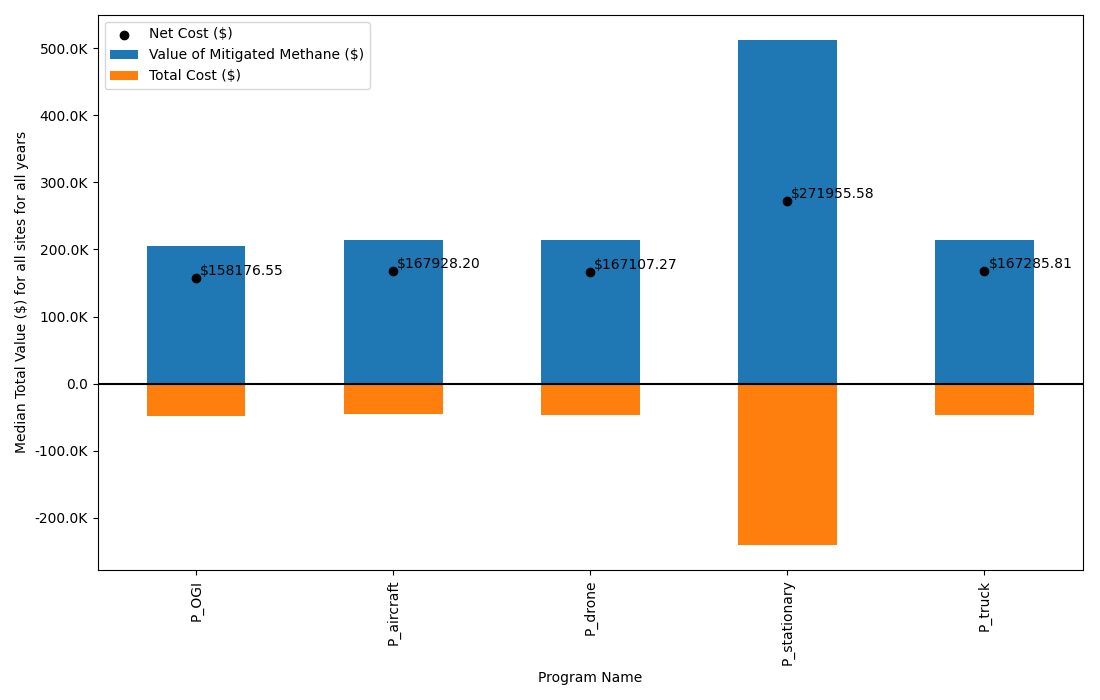 Net Cost ($)
Value of Mitigated Methane ($)
Total Cost ($)
Median Total Value ($) for all sites for all years
500.0K
400.0K
300.0K
200.0K
100.0K
0.0
-100.0K
-200.0K
$158176.55
$167928.20
$167107.27
$271955.58
$167285.81
P_OGI
P_aircraft
P_drone
P_stationary
P_truck
Program Name